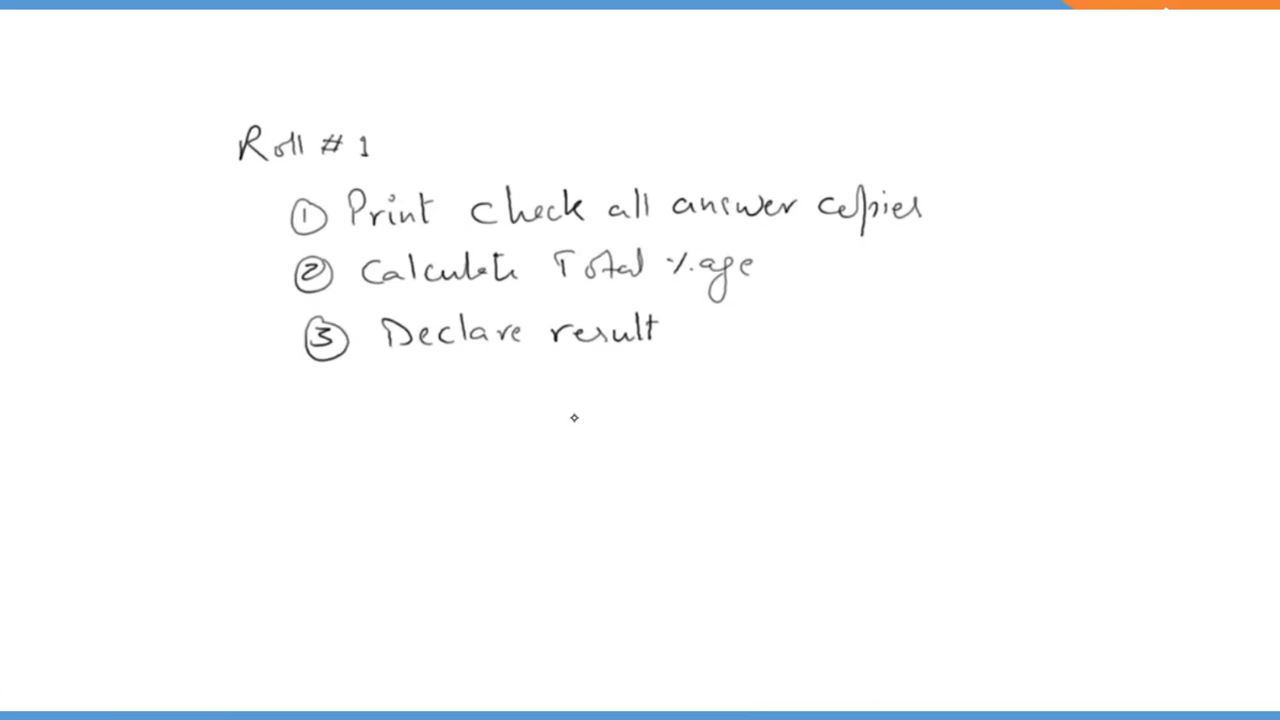 Roll # 1
① Print Check all answer copies
② Calculate Total %age
③ Declare result